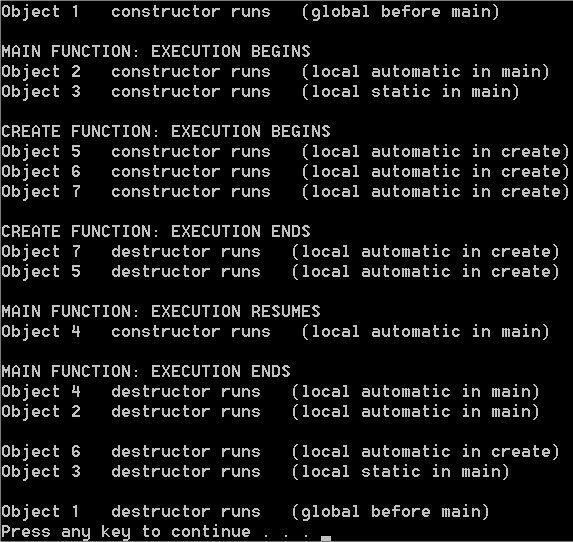 Object 1   constructor runs   (global before main)

MAIN FUNCTION: EXECUTION BEGINS
Object 2   constructor runs   (local automatic in main)
Object 3   constructor runs   (local static in main)

CREATE FUNCTION: EXECUTION BEGINS
Object 5   constructor runs   (local automatic in create)
Object 6   constructor runs   (local automatic in create)
Object 7   constructor runs   (local automatic in create)

CREATE FUNCTION: EXECUTION ENDS
Object 7   destructor runs   (local automatic in create)
Object 5   destructor runs   (local automatic in create)

MAIN FUNCTION: EXECUTION RESUMES
Object 4   constructor runs   (local automatic in main)

MAIN FUNCTION: EXECUTION ENDS
Object 4   destructor runs   (local automatic in main)
Object 2   destructor runs   (local automatic in main)

Object 6   destructor runs   (local automatic in create)
Object 3   destructor runs   (local static in main)

Object 1   destructor runs   (global before main)
Press any key to continue . . .